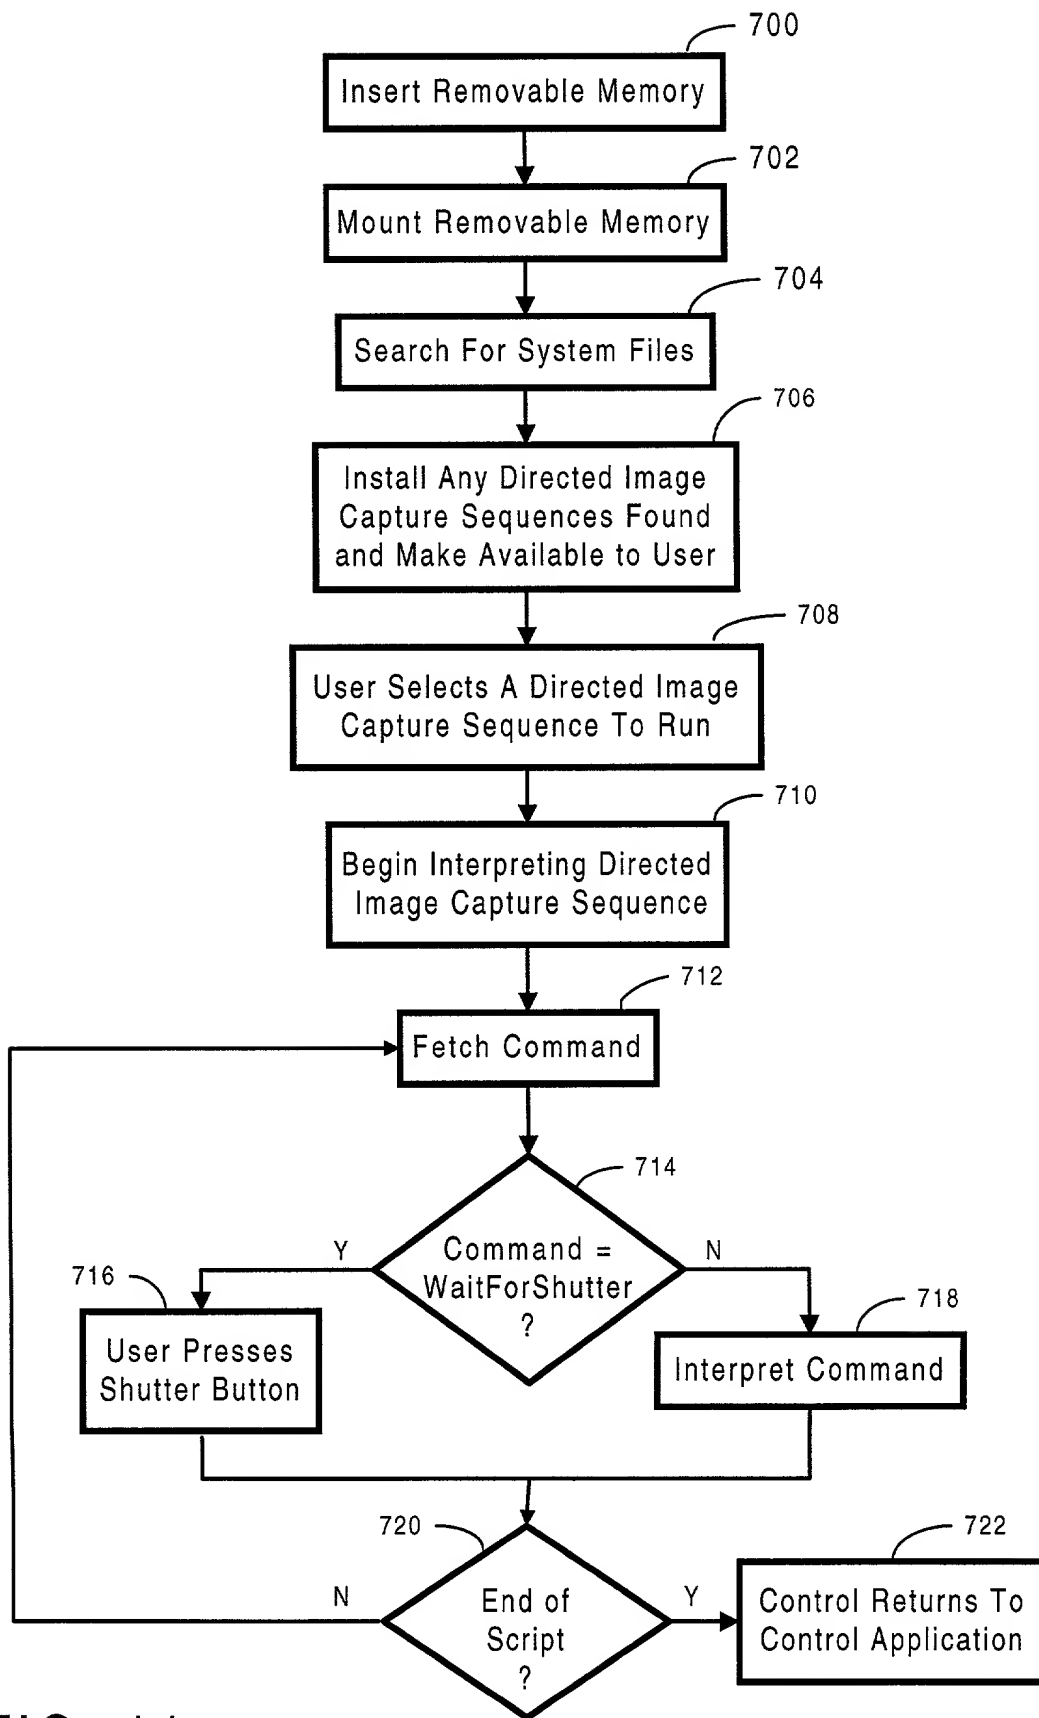 700
Insert Removable Memory
702
Mount Removable Memory
704
Search For System Files
706
Install Any Directed Image
Capture Sequences Found
and Make Available to User
708
User Selects A Directed Image
Capture Sequence To Run
710
Begin Interpreting Directed
Image Capture Sequence
712
Fetch Command
714
Y
Command =
WaitForShutter
?
N
716
User Presses
Shutter Button
718
Interpret Command
720
N
End of
Script
?
Y
722
Control Returns To
Control Application